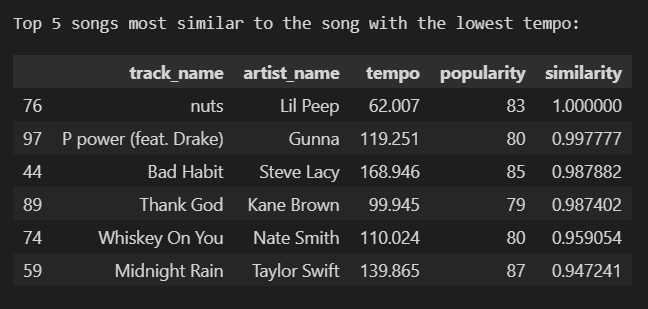 Top 5 songs most similar to the song with the lowest tempo:
track_name artist_name tempo popularity similarity
76 nuts Lil Peep 62.007 83 1.000000
97 P power (feat. Drake) Gunna 119.251 80 0.997777
44 Bad Habit Steve Lacy 168.946 85 0.987882
89 Thank God Kane Brown 99.945 79 0.987402
74 Whiskey On You Nate Smith 110.024 80 0.959054
59 Midnight Rain Taylor Swift 139.865 87 0.947241